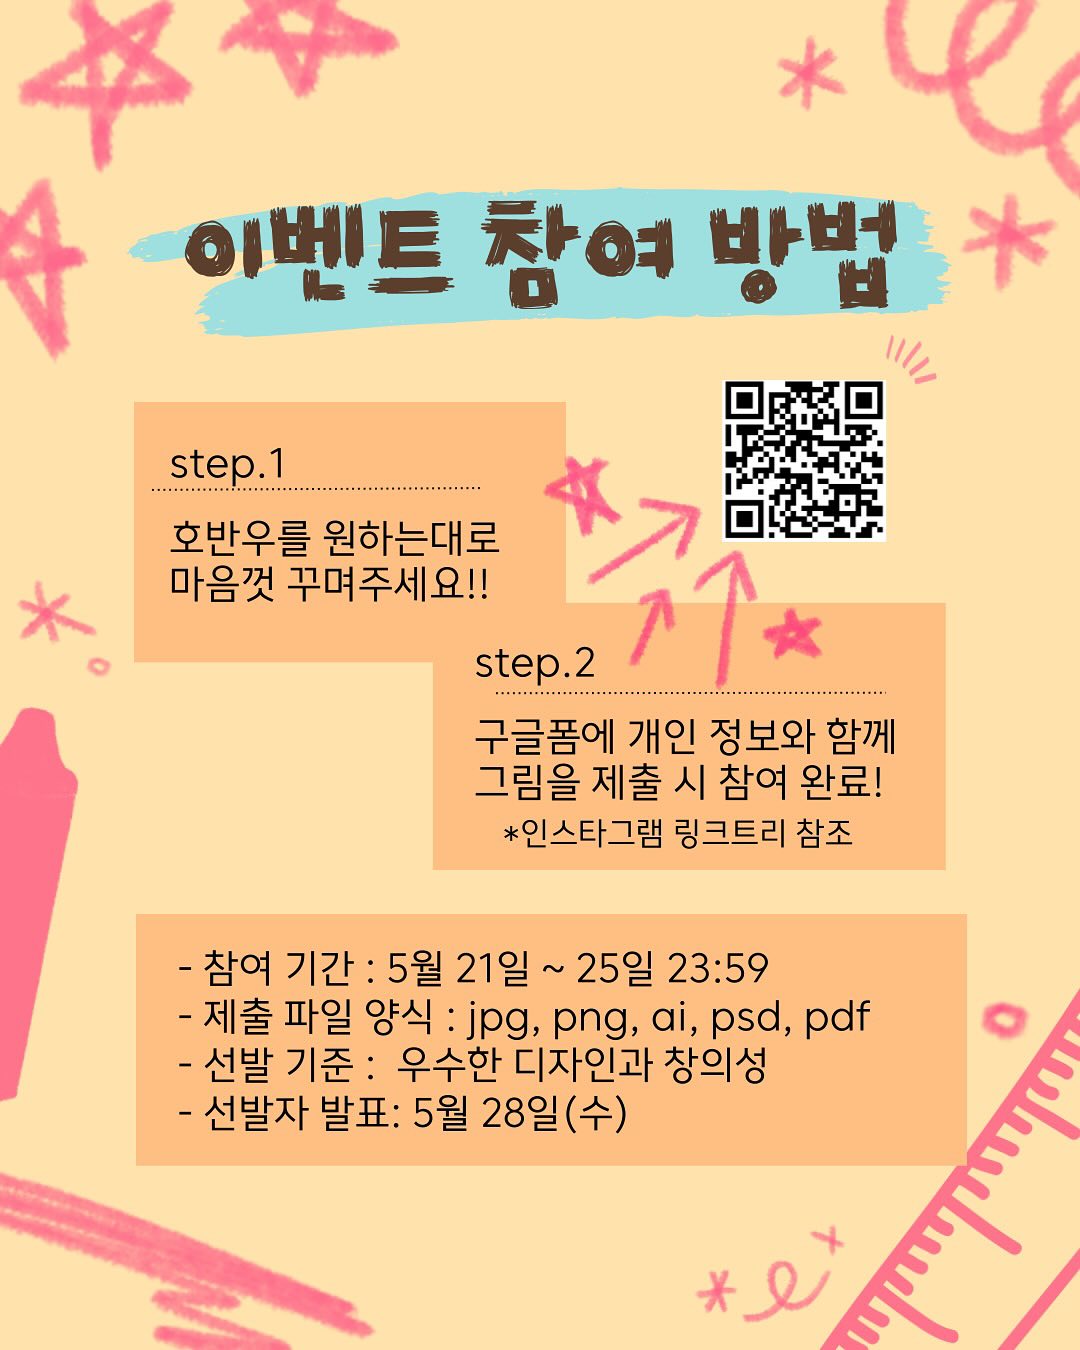 이벤트 참여 방법
step.1
호반우를 원하는대로
마음껏 꾸며주세요!!
step.2
구글폼에 개인 정보와 함께
그림을 제출 시 참여 완료!
*인스타그램 링크트리 참조
- 참여 기간 : 5월 21일 ~ 25일 23:59
- 제출 파일 양식 : jpg, png, ai, psd, pdf
- 선발 기준 : 우수한 디자인과 창의성
- 선발자 발표: 5월 28일(수)